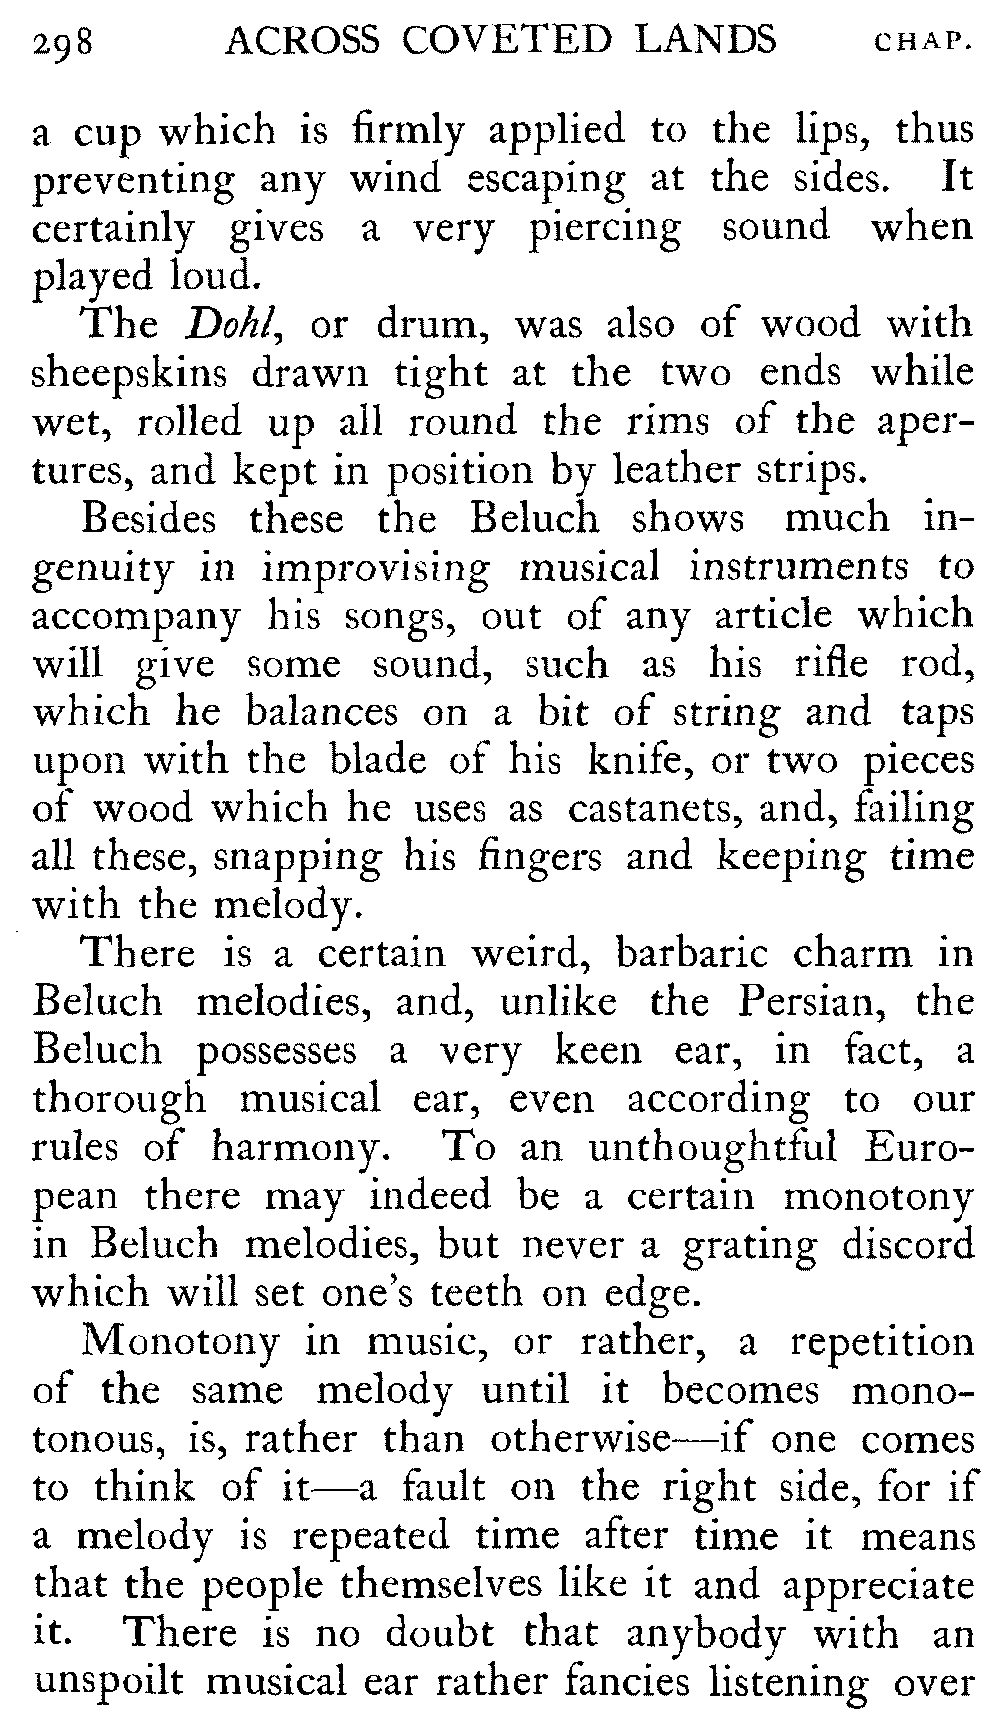 298 ACROSS COVETED LANDS CHAP.
a cup which is firmly applied to the lips, thus
preventing any wind escaping at the sides. It
certainly gives a very piercing sound when
played loud.
The Dohl, or drum, was also of wood with
sheepskins drawn tight at the two ends while
wet, rolled up all round the rims of the aper-
tures, and kept in position by leather strips.
Besides these the Beluch shows much in-
genuity in improvising musical instruments to
accompany his songs, out of any article which
will give some sound, such as his rifle rod,
which he balances on a bit of string and taps
upon with the blade of his knife, or two pieces
of wood which he uses as castanets, and, failing
all these, snapping his fingers and keeping time
with the melody.
There is a certain weird, barbaric charm in
Beluch melodies, and, unlike the Persian, the
Beluch possesses a very keen ear, in fact, a
thorough musical ear, even according to our
rules of harmony. To an unthoughtful Euro-
pean there may indeed be a certain monotony
in Beluch melodies, but never a grating discord
which will set one's teeth on edge.
Monotony in music, or rather, a repetition
of the same melody until it becomes mono-
tonous, is, rather than otherwise—if one comes
to think of it—a fault on the right side, for if
a melody is repeated time after time it means
that the people themselves like it and appreciate
it. There is no doubt that anybody with an
unspoilt musical ear rather fancies listening over